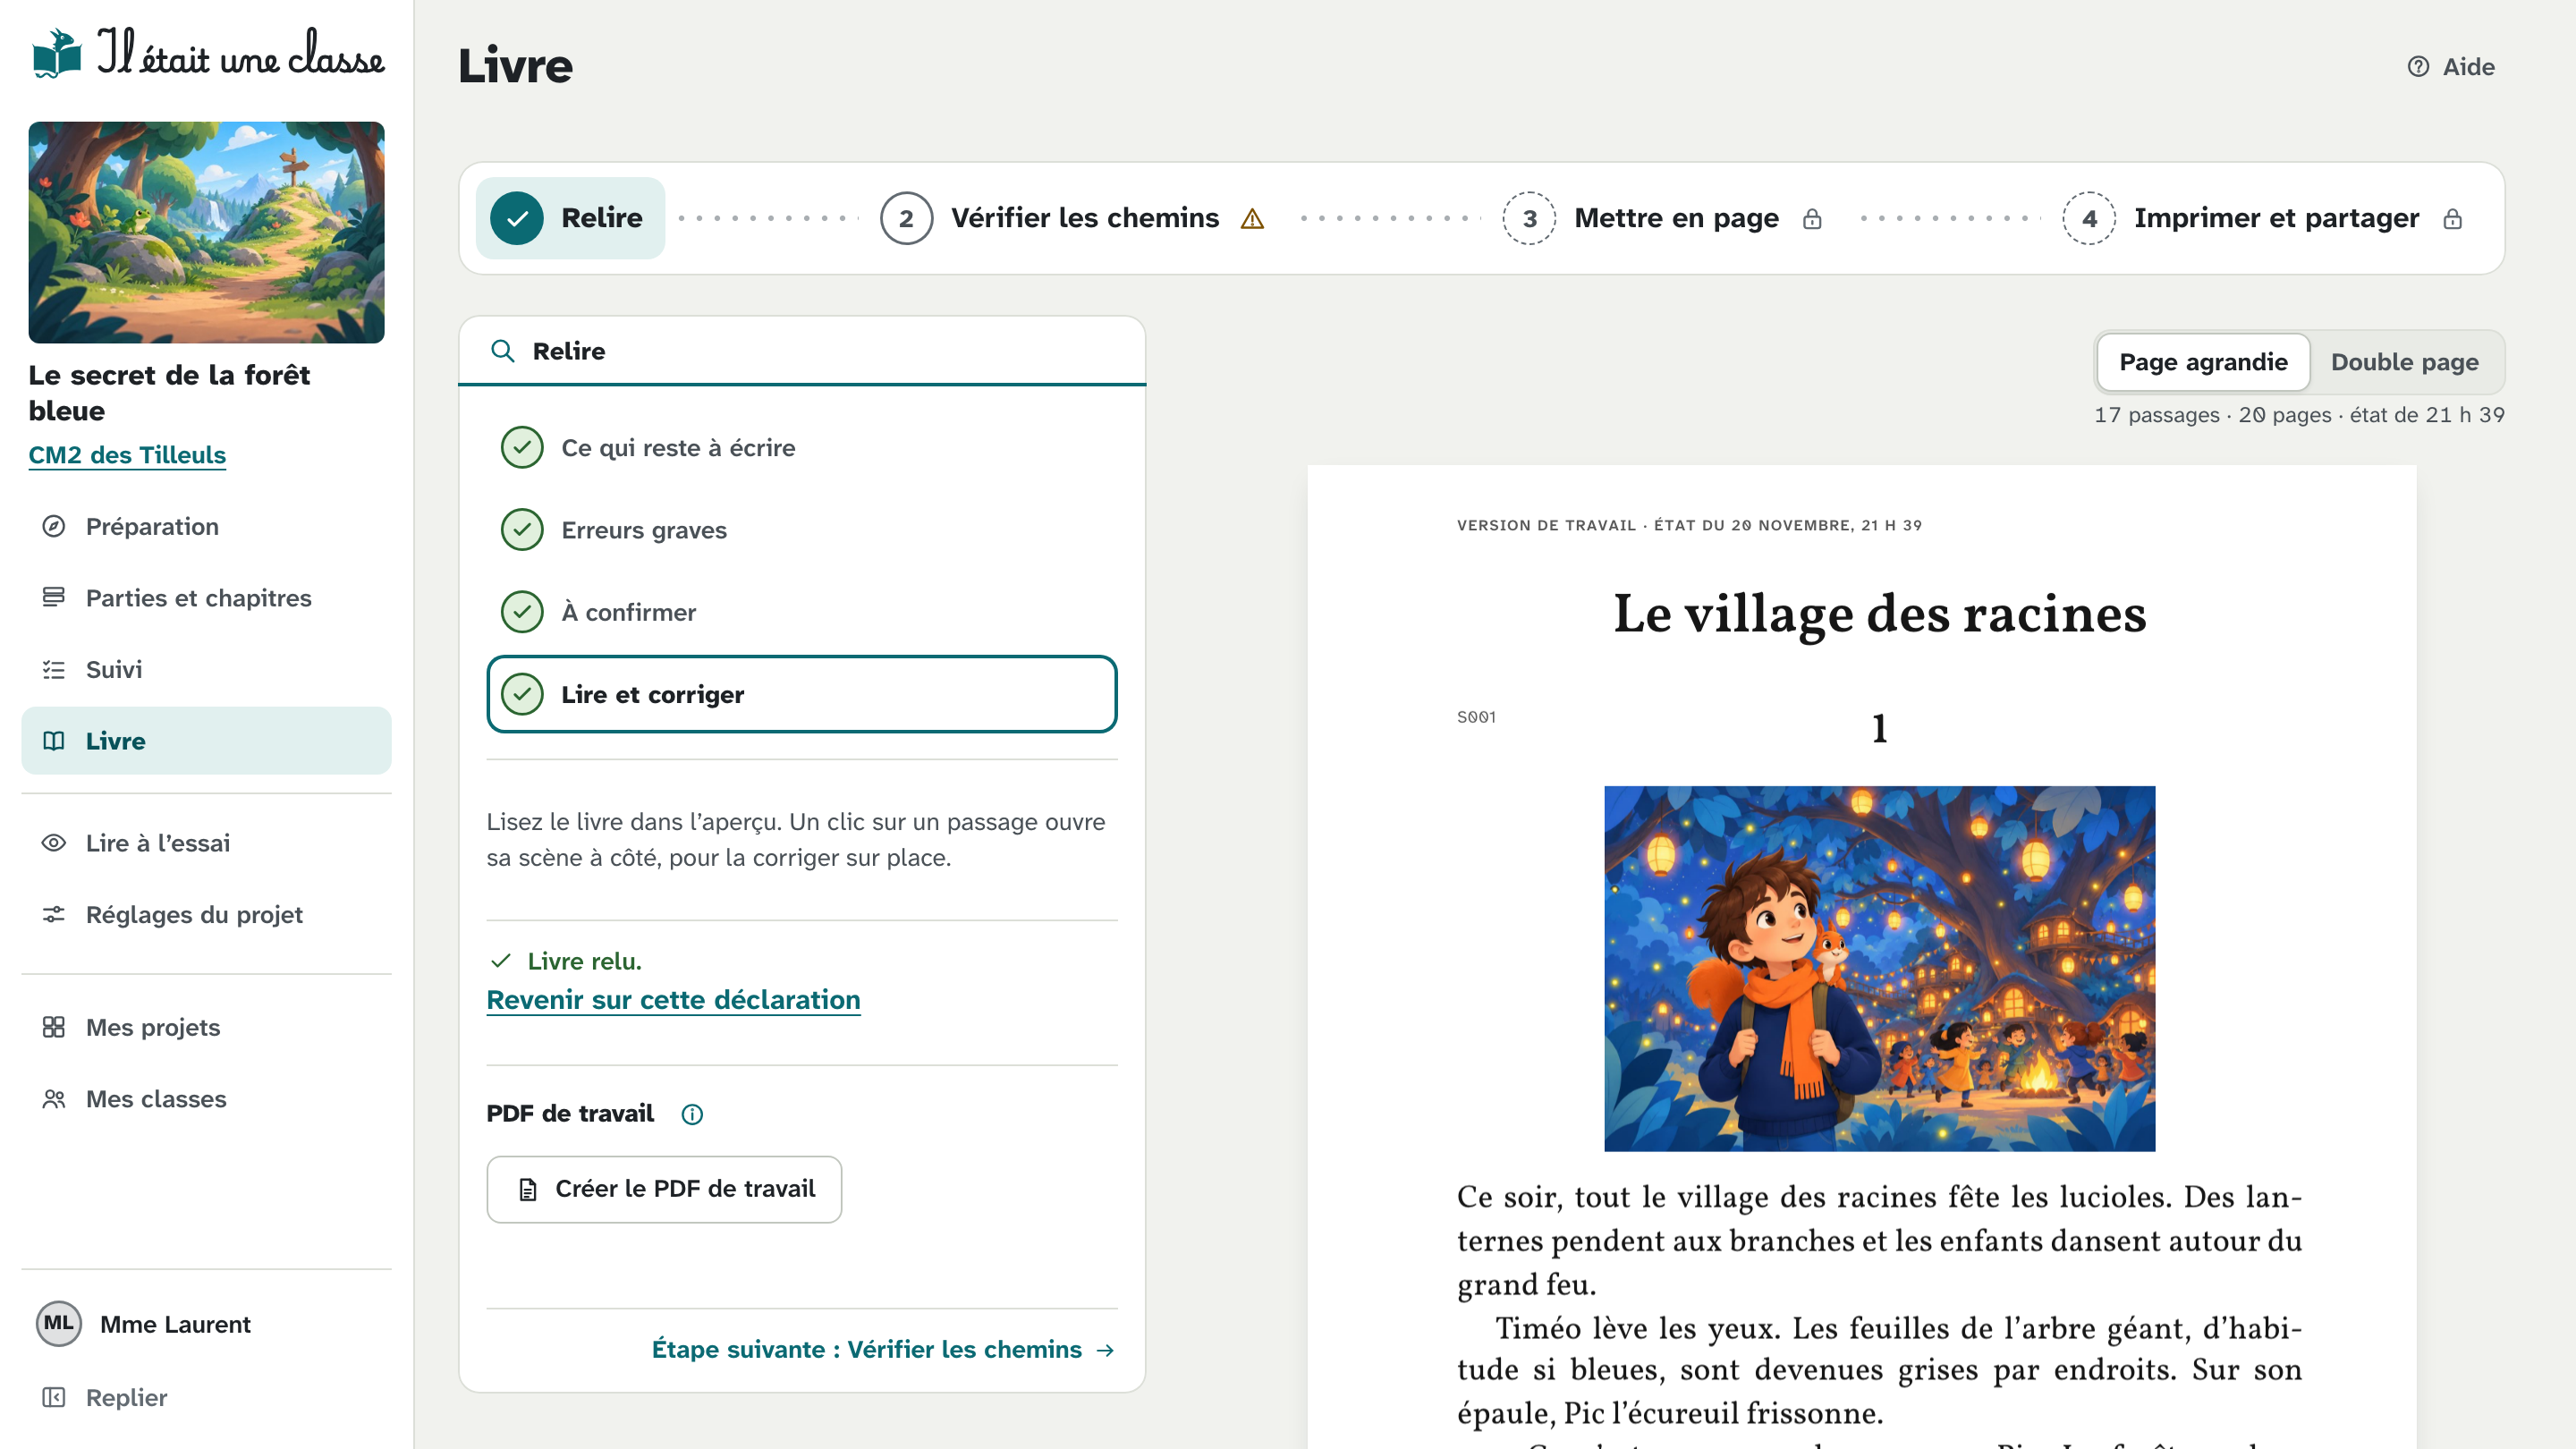 Il était une classe
Le secret de la forêt
bleue
CM2 des Tilleuls
Préparation
Parties et chapitres
Suivi
Livre
Lire à l’essai
Réglages du projet
Mes projets
Mes classes
ML Mme Laurent
Replier
Livre
Aide
Relire
2 Vérifier les chemins
3 Mettre en page
4 Imprimer et partager
Relire
Ce qui reste à écrire
Erreurs graves
À confirmer
Lire et corriger
Lisez le livre dans l’aperçu. Un clic sur un passage ouvre
sa scène à côté, pour la corriger sur place.
Livre relu.
Revenir sur cette déclaration
PDF de travail
Créer le PDF de travail
Étape suivante : Vérifier les chemins →
Page agrandie Double page
17 passages · 20 pages · état de 21 h 39
VERSION DE TRAVAIL · ÉTAT DU 20 NOVEMBRE, 21 H 39
Le village des racines
S001
1
Ce soir, tout le village des racines fête les lucioles. Des lan-
ternes pendent aux branches et les enfants dansent autour du
grand feu.
Timéo lève les yeux. Les feuilles de l’arbre géant, d’habi-
tude si bleues, sont devenues grises par endroits. Sur son
épaule, Pic l’écureuil frissonne.